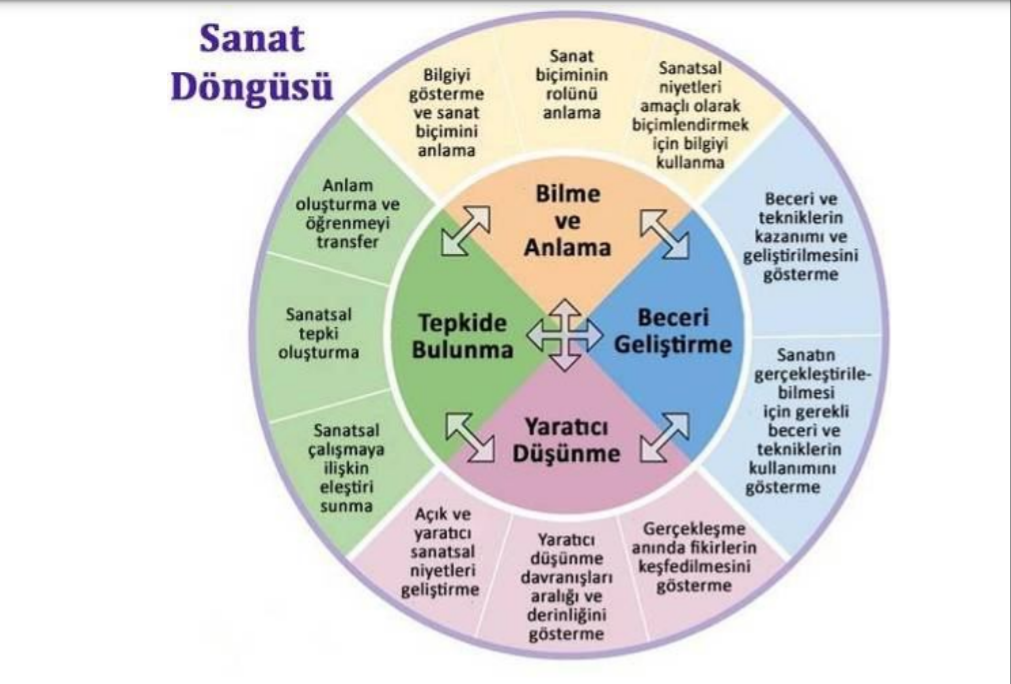 Sanat
Döngüsü
Bilgiyi
gösterme
ve sanat
biçimini
anlama
Sanat
biçiminin
rolünü
anlama
Sanatsal
niyetleri
amaçlı olarak
biçimlendirmek
için bilgiyi
kullanma
Beceri ve
tekniklerin
kazanımı ve
geliştirilmesini
gösterme
Sanatın
gerçekleştirile-
bilmesi
için gerekli
beceri ve
tekniklerin
kullanımını
gösterme
Gerçekleşme
anında fikirlerin
keşfedilmesini
gösterme
Yaratıcı
düşünme
davranışları
aralığı ve
derinliğini
gösterme
Açık ve
yaratıcı
sanatsal
niyetleri
geliştirme
Sanatsal
çalışmaya
ilişkin
eleştiri
sunma
Sanatsal
tepki
oluşturma
Anlam
oluşturma ve
öğrenmeyi
transfer
Bilme
ve
Anlama
Beceri
Geliştirme
Yaratıcı
Düşünme
Tepkide
Bulunma